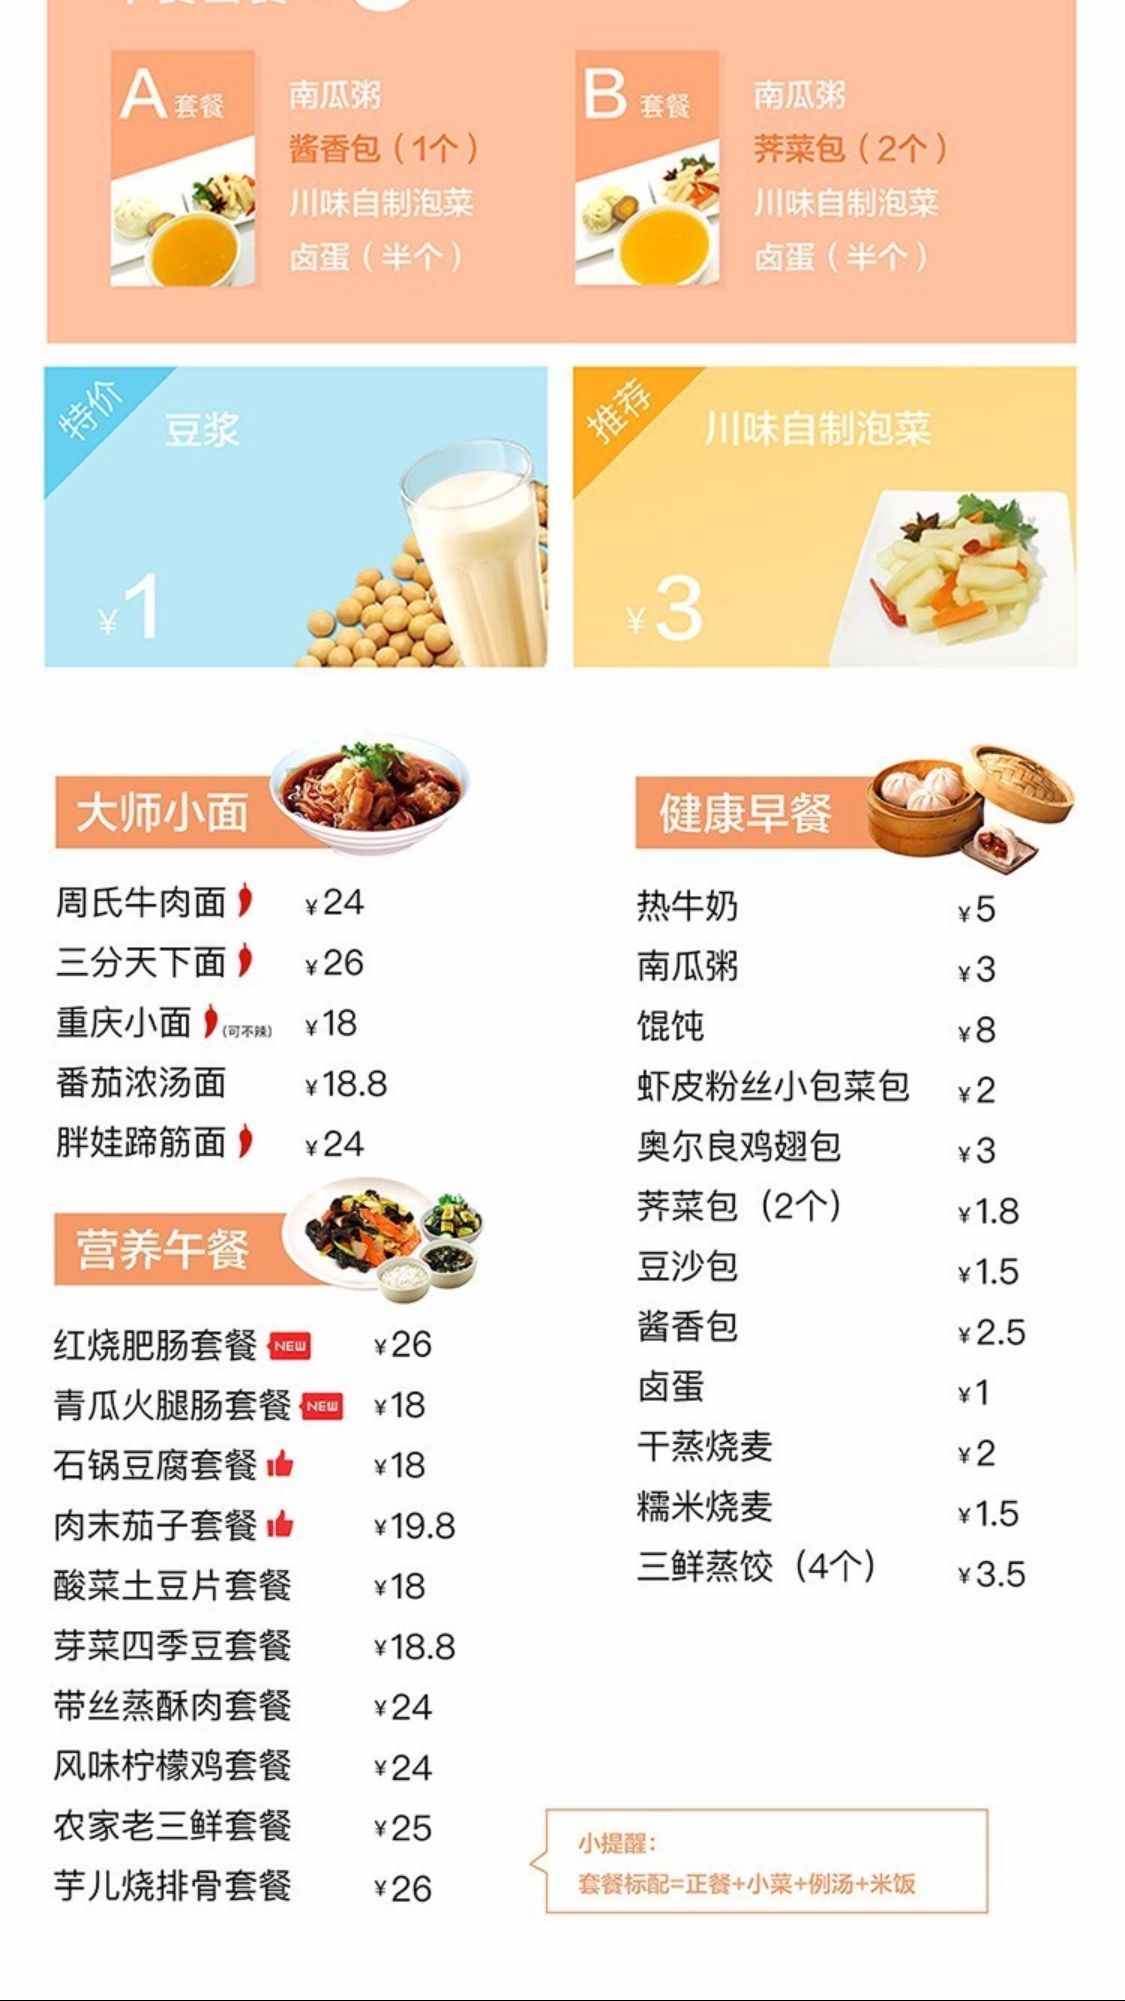 A套餐
南瓜粥
酱香包（1个）
川味自制泡菜
卤蛋（半个）
B套餐
南瓜粥
荠菜包（2个）
川味自制泡菜
卤蛋（半个）
特价
豆浆
¥1
推荐
川味自制泡菜
¥3
大师小面
周氏牛肉面 ¥24
三分天下面 ¥26
重庆小面 (可不辣) ¥18
番茄浓汤面 ¥18.8
胖娃蹄筋面 ¥24
营养午餐
红烧肥肠套餐 NEW ¥26
青瓜火腿肠套餐 NEW ¥18
石锅豆腐套餐 ¥18
肉末茄子套餐 ¥19.8
酸菜土豆片套餐 ¥18
芽菜四季豆套餐 ¥18.8
带丝蒸酥肉套餐 ¥24
风味柠檬鸡套餐 ¥24
农家老三鲜套餐 ¥25
芋儿烧排骨套餐 ¥26
健康早餐
热牛奶 ¥5
南瓜粥 ¥3
馄饨 ¥8
虾皮粉丝小包菜包 ¥2
奥尔良鸡翅包 ¥3
荠菜包（2个） ¥1.8
豆沙包 ¥1.5
酱香包 ¥2.5
卤蛋 ¥1
干蒸烧麦 ¥2
糯米烧麦 ¥1.5
三鲜蒸饺（4个） ¥3.5
小提醒：
套餐标配=正餐+小菜+例汤+米饭